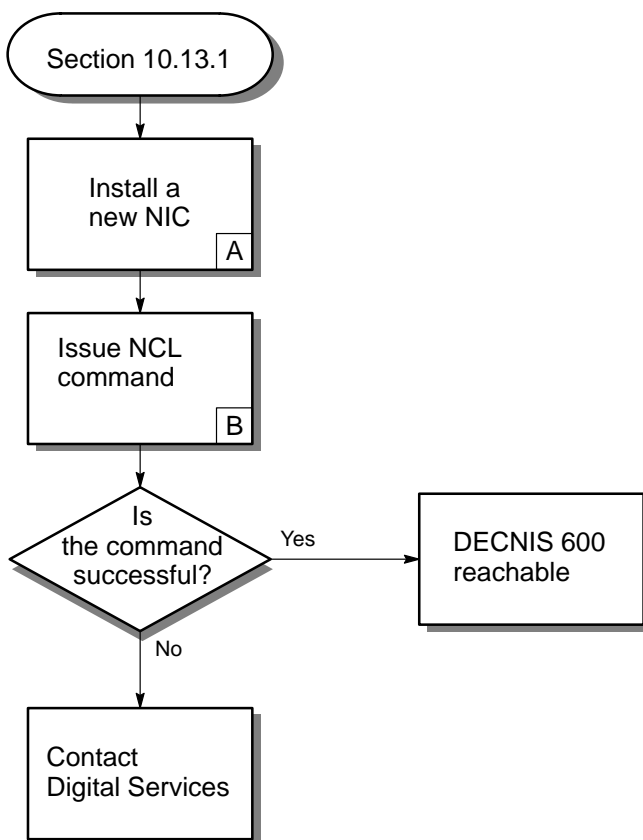 Section 10.13.1
Install a
new NIC
A
Issue NCL
command
B
Is
the command
successful?
Yes
DECNIS 600
reachable
No
Contact
Digital Services